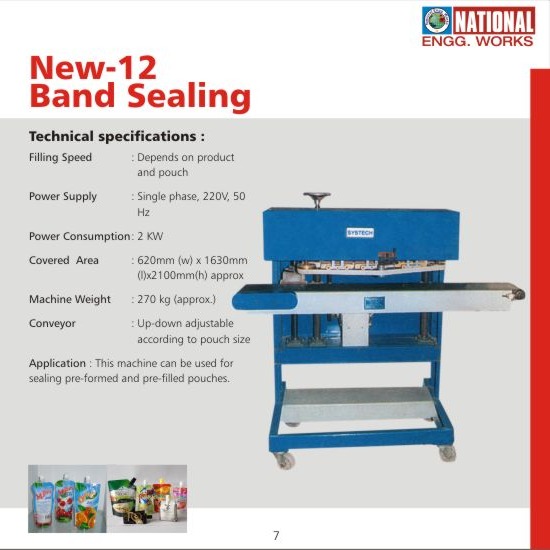 NATIONAL
ENGG. WORKS
New-12
Band Sealing
Technical specifications :
Filling Speed : Depends on product
and pouch
Power Supply : Single phase, 220V, 50
Hz
Power Consumption : 2 KW
Covered Area : 620mm (w) x 1630mm
(l)x2100mm(h) approx
Machine Weight : 270 kg (approx.)
Conveyor : Up-down adjustable
according to pouch size
Application : This machine can be used for
sealing pre-formed and pre-filled pouches.
SYSTECH
7